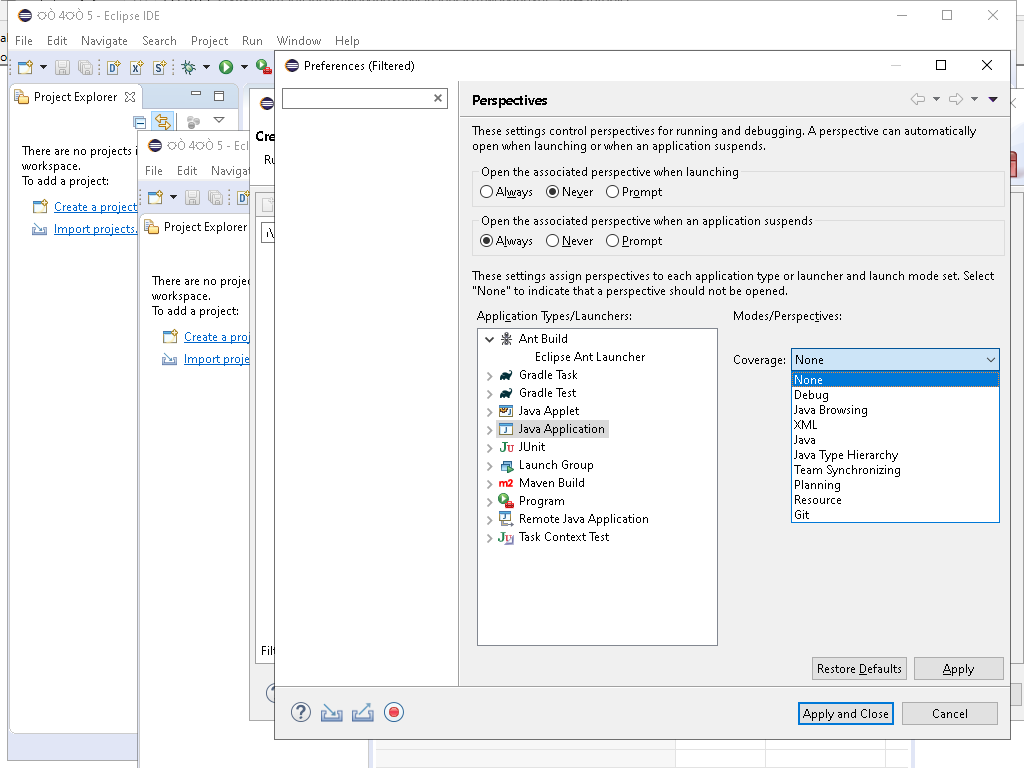 ʊÒ 4ʊÒ 5 - Eclipse IDE
File Edit Navigate Search Project Run Window Help
Project Explorer
There are no projects i
workspace.
To add a project:
Create a project
Import projects.
ʊÒ 4ʊÒ 5 - Ecl
File Edit Naviga
Project Explorer
There are no projec
workspace.
To add a project:
Create a proj
Import proje
Cre
Ru
Filt
Preferences (Filtered)
Perspectives
These settings control perspectives for running and debugging. A perspective can automatically
open when launching or when an application suspends.
Open the associated perspective when launching
Always Never Prompt
Open the associated perspective when an application suspends
Always Never Prompt
These settings assign perspectives to each application type or launcher and launch mode set. Select
"None" to indicate that a perspective should not be opened.
Application Types/Launchers:
Ant Build
Eclipse Ant Launcher
Gradle Task
Gradle Test
Java Applet
Java Application
JUnit
Launch Group
Maven Build
Program
Remote Java Application
Task Context Test
Modes/Perspectives:
Coverage: None
None
Debug
Java Browsing
XML
Java
Java Type Hierarchy
Team Synchronizing
Planning
Resource
Git
Restore Defaults Apply
Apply and Close Cancel